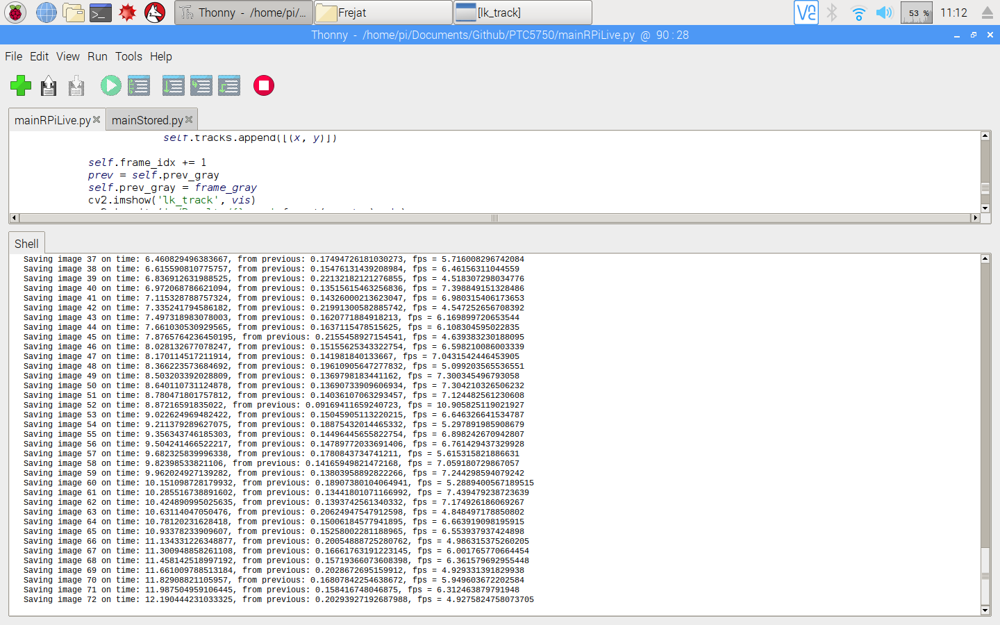 Thonny - /home/pi/...
Frejat
[lk_track]
53 %
11:12
Thonny - /home/pi/Documents/Github/PTC5750/mainRPiLive.py @ 90 : 28
File Edit View Run Tools Help
mainRPiLive.py
mainStored.py
self.tracks.append([(x, y)])
self.frame_idx += 1
prev = self.prev_gray
self.prev_gray = frame_gray
cv2.imshow('lk_track', vis)
Shell
Saving image 37 on time: 6.460829496383667, from previous: 0.17494726181030273, fps = 5.716008296742084
Saving image 38 on time: 6.615590810775757, from previous: 0.15476131439208984, fps = 6.46156311044559
Saving image 39 on time: 6.836912631988525, from previous: 0.22132182121276855, fps = 4.518307298034776
Saving image 40 on time: 6.972068786621094, from previous: 0.13515615463256836, fps = 7.398849151328486
Saving image 41 on time: 7.115328788757324, from previous: 0.14326000213623047, fps = 6.980315406173653
Saving image 42 on time: 7.335241794586182, from previous: 0.21991300582885742, fps = 4.547252656708392
Saving image 43 on time: 7.497318983078003, from previous: 0.1620771884918213, fps = 6.169899720653544
Saving image 44 on time: 7.661030530929565, from previous: 0.1637115478515625, fps = 6.108304595022835
Saving image 45 on time: 7.8765764236450195, from previous: 0.2155458927154541, fps = 4.639383230188095
Saving image 46 on time: 8.028132677078247, from previous: 0.15155625343322754, fps = 6.598210086003339
Saving image 47 on time: 8.170114517211914, from previous: 0.141981840133667, fps = 7.0431542446453905
Saving image 48 on time: 8.366223573684692, from previous: 0.19610905647277832, fps = 5.099203565536551
Saving image 49 on time: 8.503203392028809, from previous: 0.1369798183441162, fps = 7.300345496793058
Saving image 50 on time: 8.640110731124878, from previous: 0.13690733909606934, fps = 7.304210326506232
Saving image 51 on time: 8.780471801757812, from previous: 0.14036107063293457, fps = 7.124482561230608
Saving image 52 on time: 8.87216591835022, from previous: 0.09169411659240723, fps = 10.905825119021927
Saving image 53 on time: 9.022624969482422, from previous: 0.15045905113220215, fps = 6.646326641534787
Saving image 54 on time: 9.211379289627075, from previous: 0.18875432014465332, fps = 5.297891985908679
Saving image 55 on time: 9.356343746185303, from previous: 0.14496445655822754, fps = 6.898242670942807
Saving image 56 on time: 9.504241466522217, from previous: 0.14789772033691406, fps = 6.761429437329928
Saving image 57 on time: 9.682325839996338, from previous: 0.1780843734741211, fps = 5.615315821886631
Saving image 58 on time: 9.82398533821106, from previous: 0.14165949821472168, fps = 7.059180729867057
Saving image 59 on time: 9.962024927139282, from previous: 0.13803958892822266, fps = 7.244298594079242
Saving image 60 on time: 10.151098728179932, from previous: 0.18907380104064941, fps = 5.2889400567189515
Saving image 61 on time: 10.285516738891602, from previous: 0.13441801071166992, fps = 7.439479238723639
Saving image 62 on time: 10.424890995025635, from previous: 0.1393742561340332, fps = 7.174926186069267
Saving image 63 on time: 10.63114047050476, from previous: 0.20624947547912598, fps = 4.848497178850802
Saving image 64 on time: 10.78120231628418, from previous: 0.15006184577941895, fps = 6.663919098195915
Saving image 65 on time: 10.93378233909607, from previous: 0.15258002281188965, fps = 6.553937937424898
Saving image 66 on time: 11.134331226348877, from previous: 0.20054888725280762, fps = 4.986315375260205
Saving image 67 on time: 11.300948858261108, from previous: 0.16661763191223145, fps = 6.001765770664454
Saving image 68 on time: 11.458142518997192, from previous: 0.15719366073608398, fps = 6.361579692955448
Saving image 69 on time: 11.661009788513184, from previous: 0.2028672695159912, fps = 4.929331391829938
Saving image 70 on time: 11.82908821105957, from previous: 0.16807842254638672, fps = 5.949603672202584
Saving image 71 on time: 11.987504959106445, from previous: 0.158416748046875, fps = 6.312463879791948
Saving image 72 on time: 12.190444231033325, from previous: 0.20293927192687988, fps = 4.9275824758073705